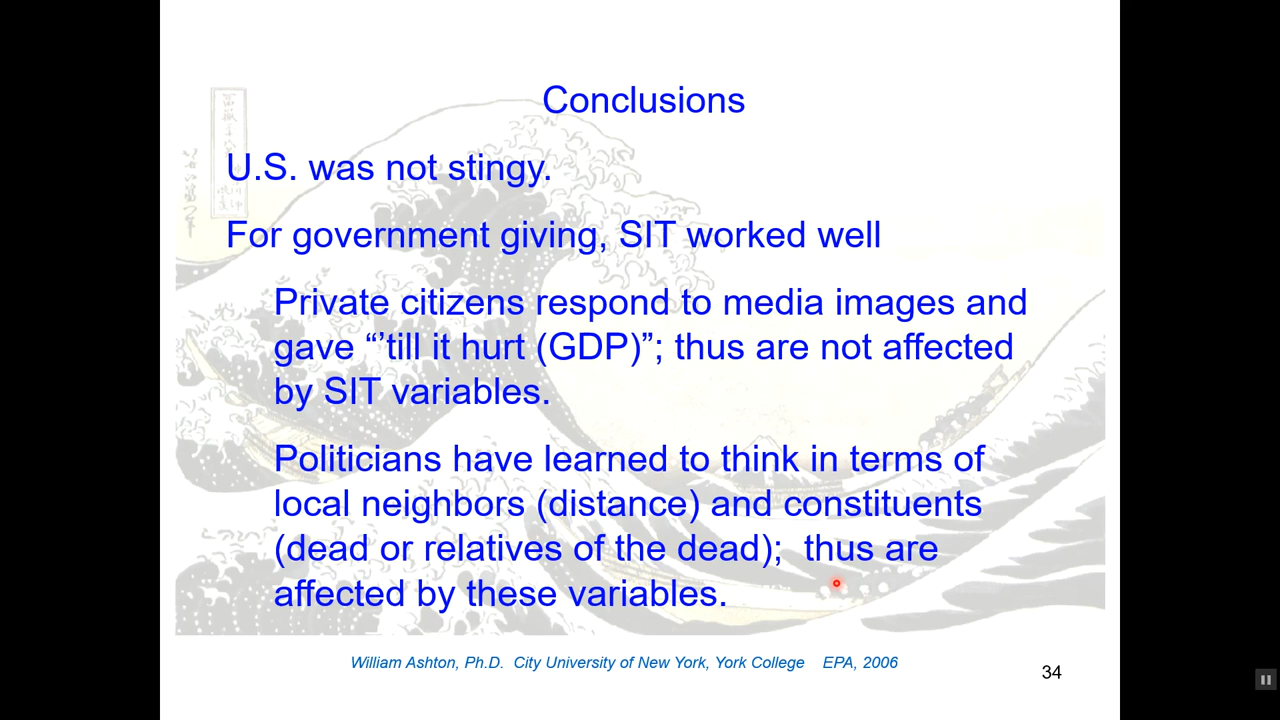 Conclusions
U.S. was not stingy.
For government giving, SIT worked well
Private citizens respond to media images and
gave “’till it hurt (GDP)”; thus are not affected
by SIT variables.
Politicians have learned to think in terms of
local neighbors (distance) and constituents
(dead or relatives of the dead);  thus are
affected by these variables.
William Ashton, Ph.D.  City University of New York, York College    EPA, 2006
34